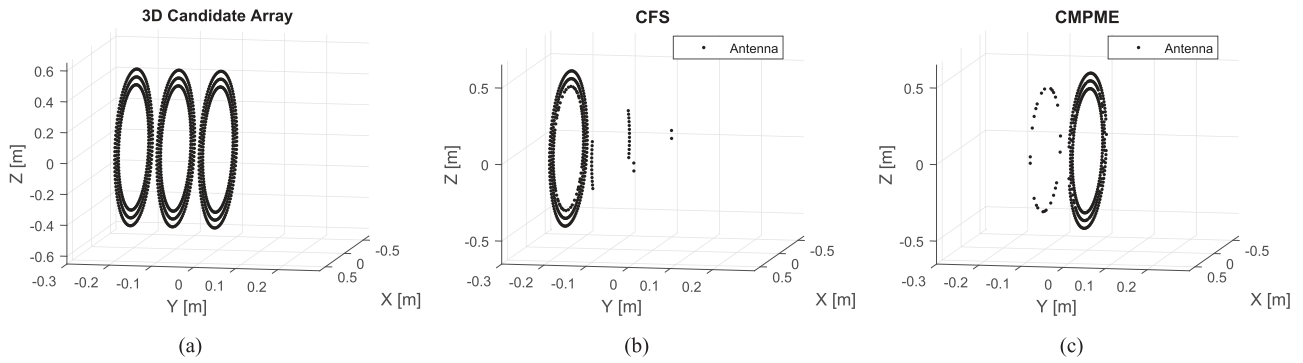 3D Candidate Array
0.6
0.4
0.2
0
-0.2
-0.4
-0.6
Z [m]
-0.3
-0.2
-0.1
0
0.1
0.2
Y [m]
-0.5
0
0.5
X [m]
(a)
CFS
Antenna
0.5
0
-0.5
Z [m]
-0.3
-0.2
-0.1
0
0.1
0.2
Y [m]
-0.5
0
0.5
X [m]
(b)
CMPME
Antenna
0.5
0
-0.5
Z [m]
-0.3
-0.2
-0.1
0
0.1
0.2
Y [m]
-0.5
0
0.5
X [m]
(c)